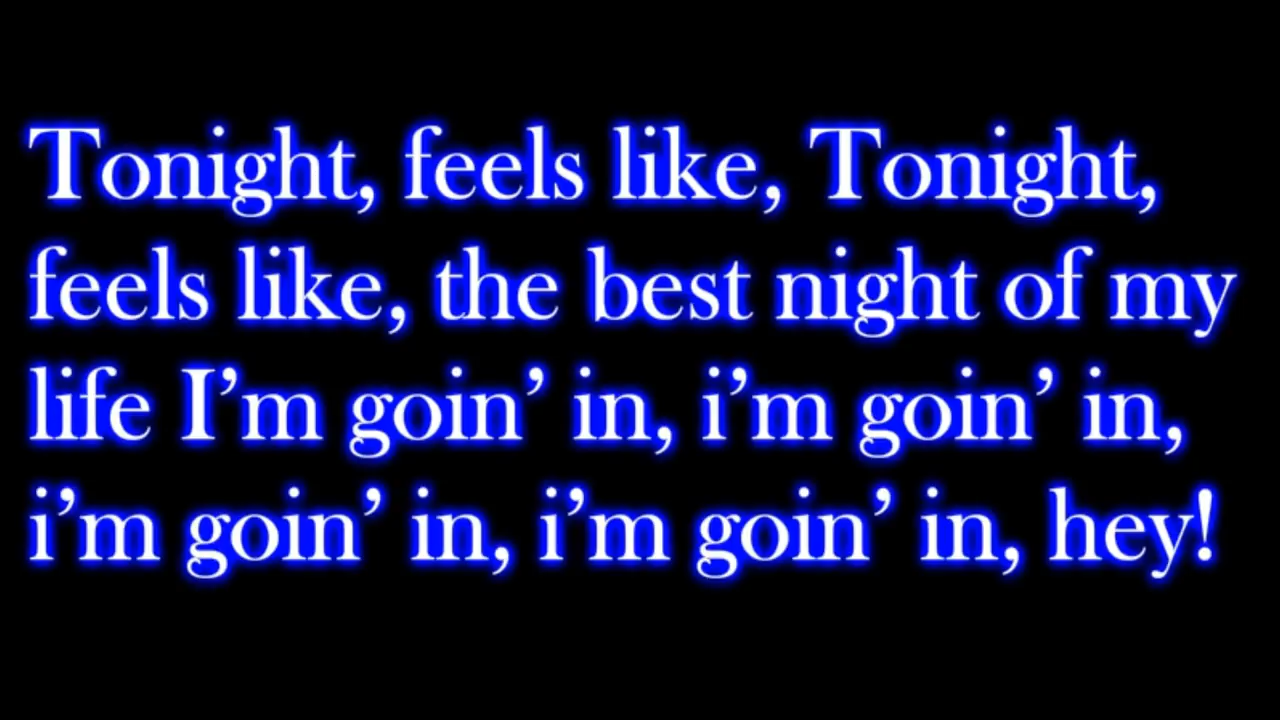 Tonight, feels like, Tonight,
feels like, the best night of my
life I’m goin’ in, i’m goin’ in,
i’m goin’ in, i’m goin’ in, hey!